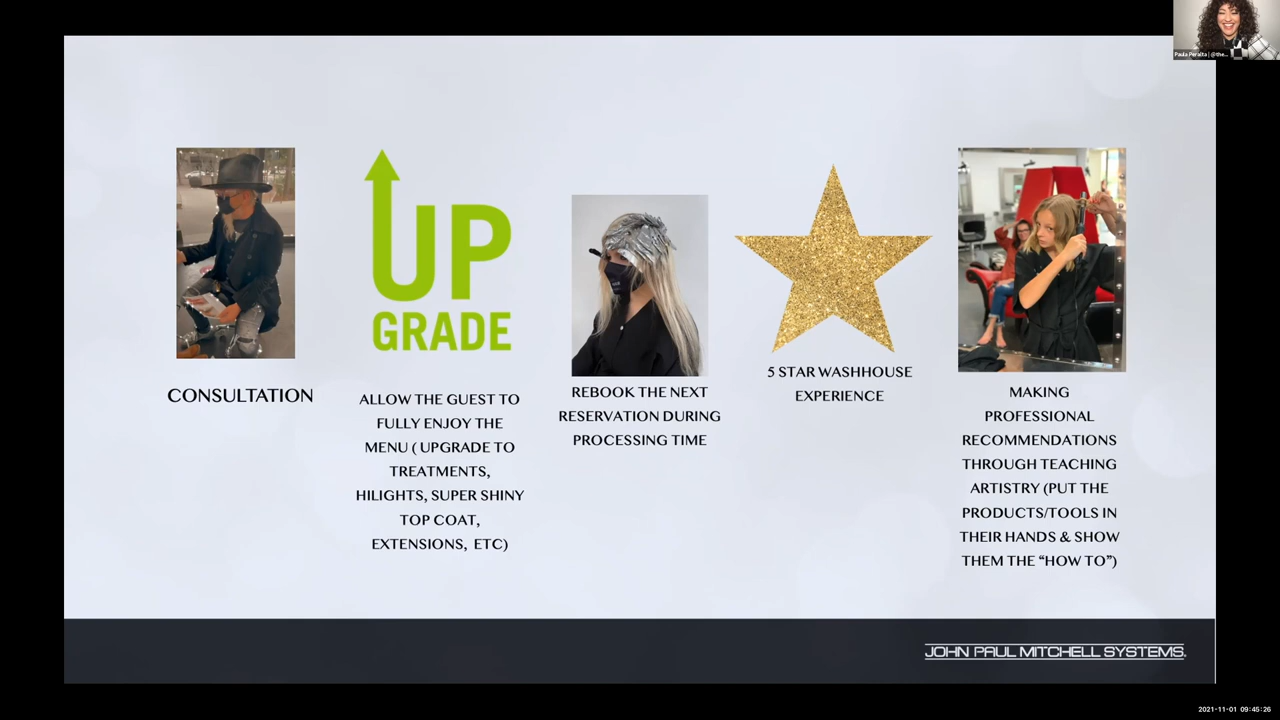 Paula Peralta | @the...
CONSULTATION
UP
GRADE
ALLOW THE GUEST TO
FULLY ENJOY THE
MENU ( UPGRADE TO
TREATMENTS,
HILIGHTS, SUPER SHINY
TOP COAT,
EXTENSIONS, ETC)
REBOOK THE NEXT
RESERVATION DURING
PROCESSING TIME
5 STAR WASHHOUSE
EXPERIENCE
MAKING
PROFESSIONAL
RECOMMENDATIONS
THROUGH TEACHING
ARTISTRY (PUT THE
PRODUCTS/TOOLS IN
THEIR HANDS & SHOW
THEM THE “HOW TO”)
JOHN PAUL MITCHELL SYSTEMS.
2021-11-01 09:45:26